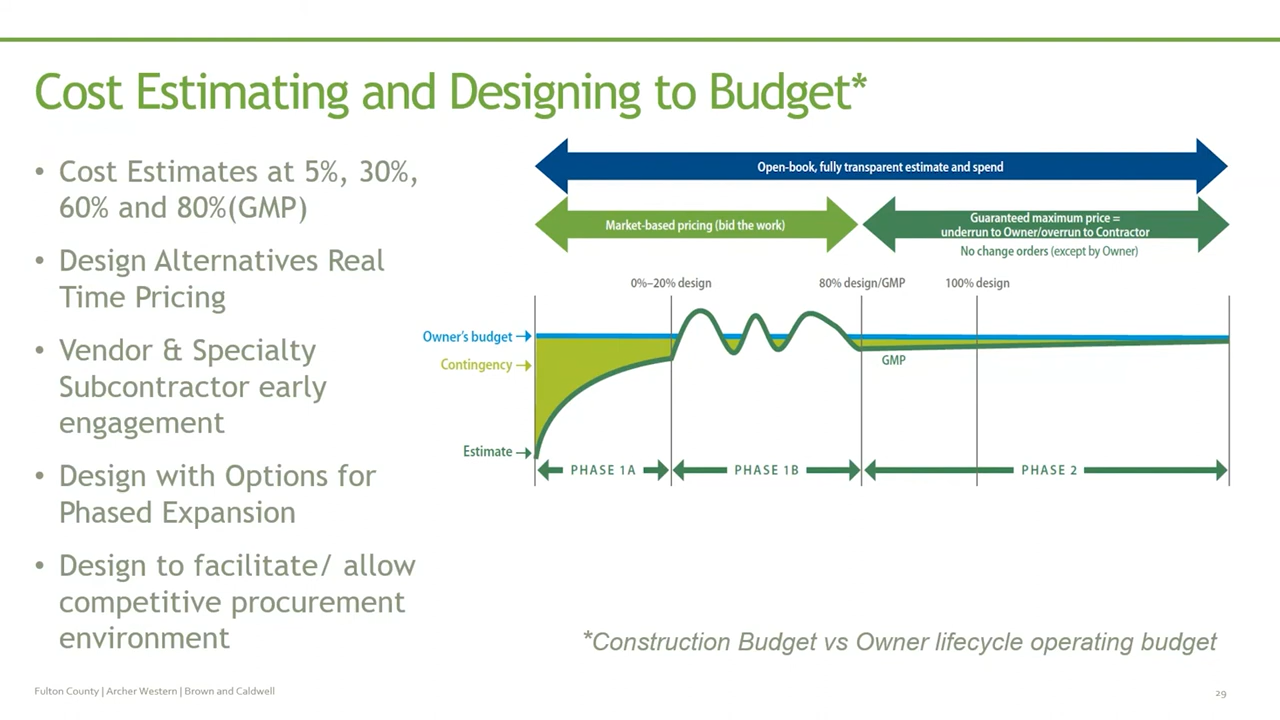 Cost Estimating and Designing to Budget*
• Cost Estimates at 5%, 30%,
60% and 80%(GMP)
• Design Alternatives Real
Time Pricing
• Vendor & Specialty
Subcontractor early
engagement
• Design with Options for
Phased Expansion
• Design to facilitate/ allow
competitive procurement
environment
Open-book, fully transparent estimate and spend
Market-based pricing (bid the work)
Guaranteed maximum price =
underrun to Owner/overrun to Contractor
No change orders (except by Owner)
0%–20% design
80% design/GMP
100% design
Owner's budget
Contingency
GMP
Estimate
PHASE 1A
PHASE 1B
PHASE 2
*Construction Budget vs Owner lifecycle operating budget
Fulton County | Archer Western | Brown and Caldwell
29